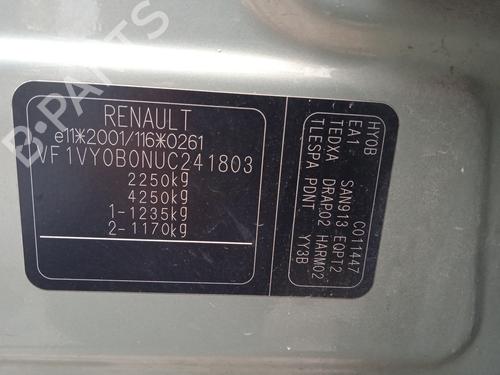 RENAULT
e11*2001/116*0261
VF1VY0B0NUC241803
2250kg
4250kg
1-1235kg
2-1170kg
HY0B C011447
EA1 SAN913 EQPT2
TEDXA DRAP02 HARM02
TLESPA PDNT YY3B
B-PARTS